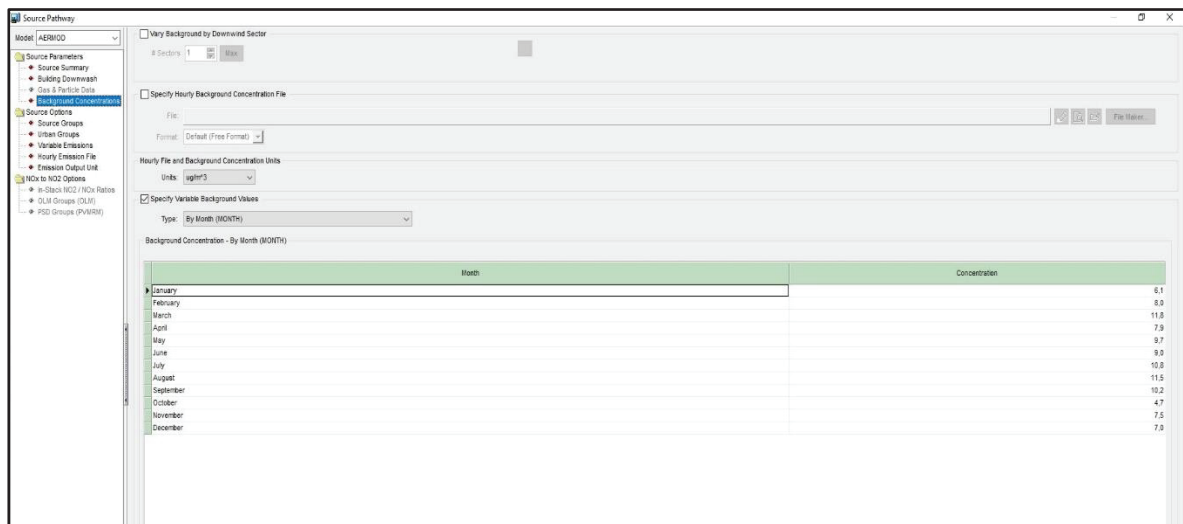 Source Pathway
Model: AERMOD
Source Parameters
Source Summary
Building Downwash
Gas & Particle Data
Background Concentrations
Source Options
Source Groups
Urban Groups
Variable Emissions
Hourly Emission File
Emission Output Unit
NOx to NO2 Options
In-Stack NO2 / NOx Ratios
OLM Groups (OLM)
PSD Groups (PVMRM)
Vary Background by Downwind Sector
# Sectors: 1 Max
Specify Hourly Background Concentration File
File: File Maker...
Format: Default (Free Format)
Hourly File and Background Concentration Units
Units: ug/m^3
Specify Variable Background Values
Type: By Month (MONTH)
Background Concentration - By Month (MONTH)
Month Concentration
January 6,1
February 8,0
March 11,8
April 7,9
May 9,7
June 9,0
July 10,8
August 11,5
September 10,2
October 4,7
November 7,5
December 7,0